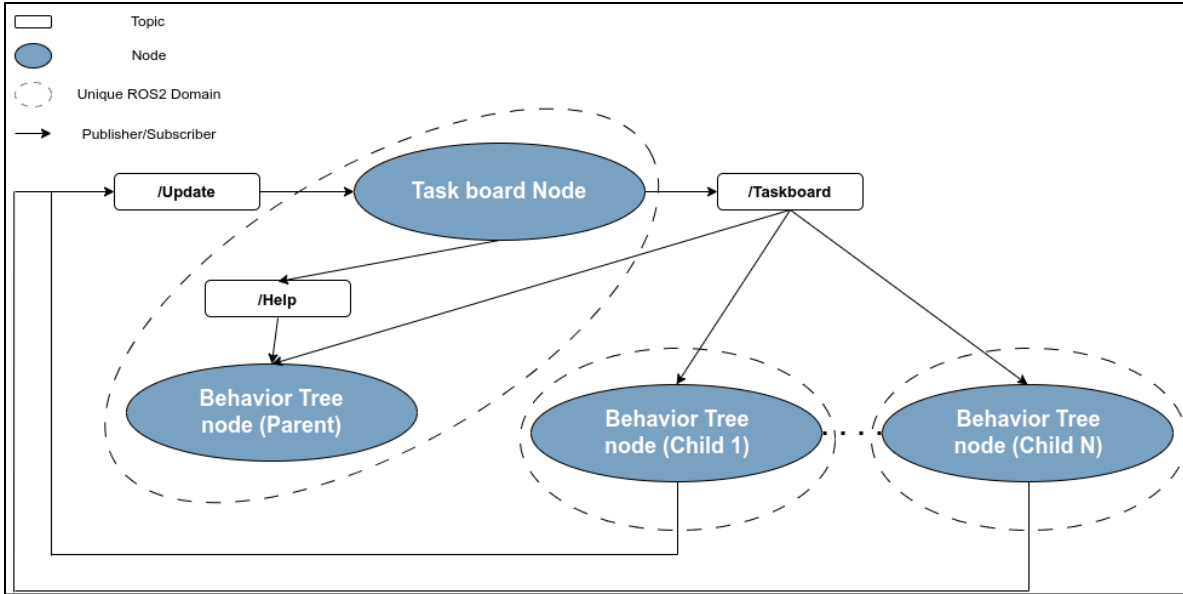 Topic
Node
Unique ROS2 Domain
Publisher/Subscriber
/Update
Task board Node
/Taskboard
/Help
Behavior Tree
node (Parent)
Behavior Tree
node (Child 1)
Behavior Tree
node (Child N)